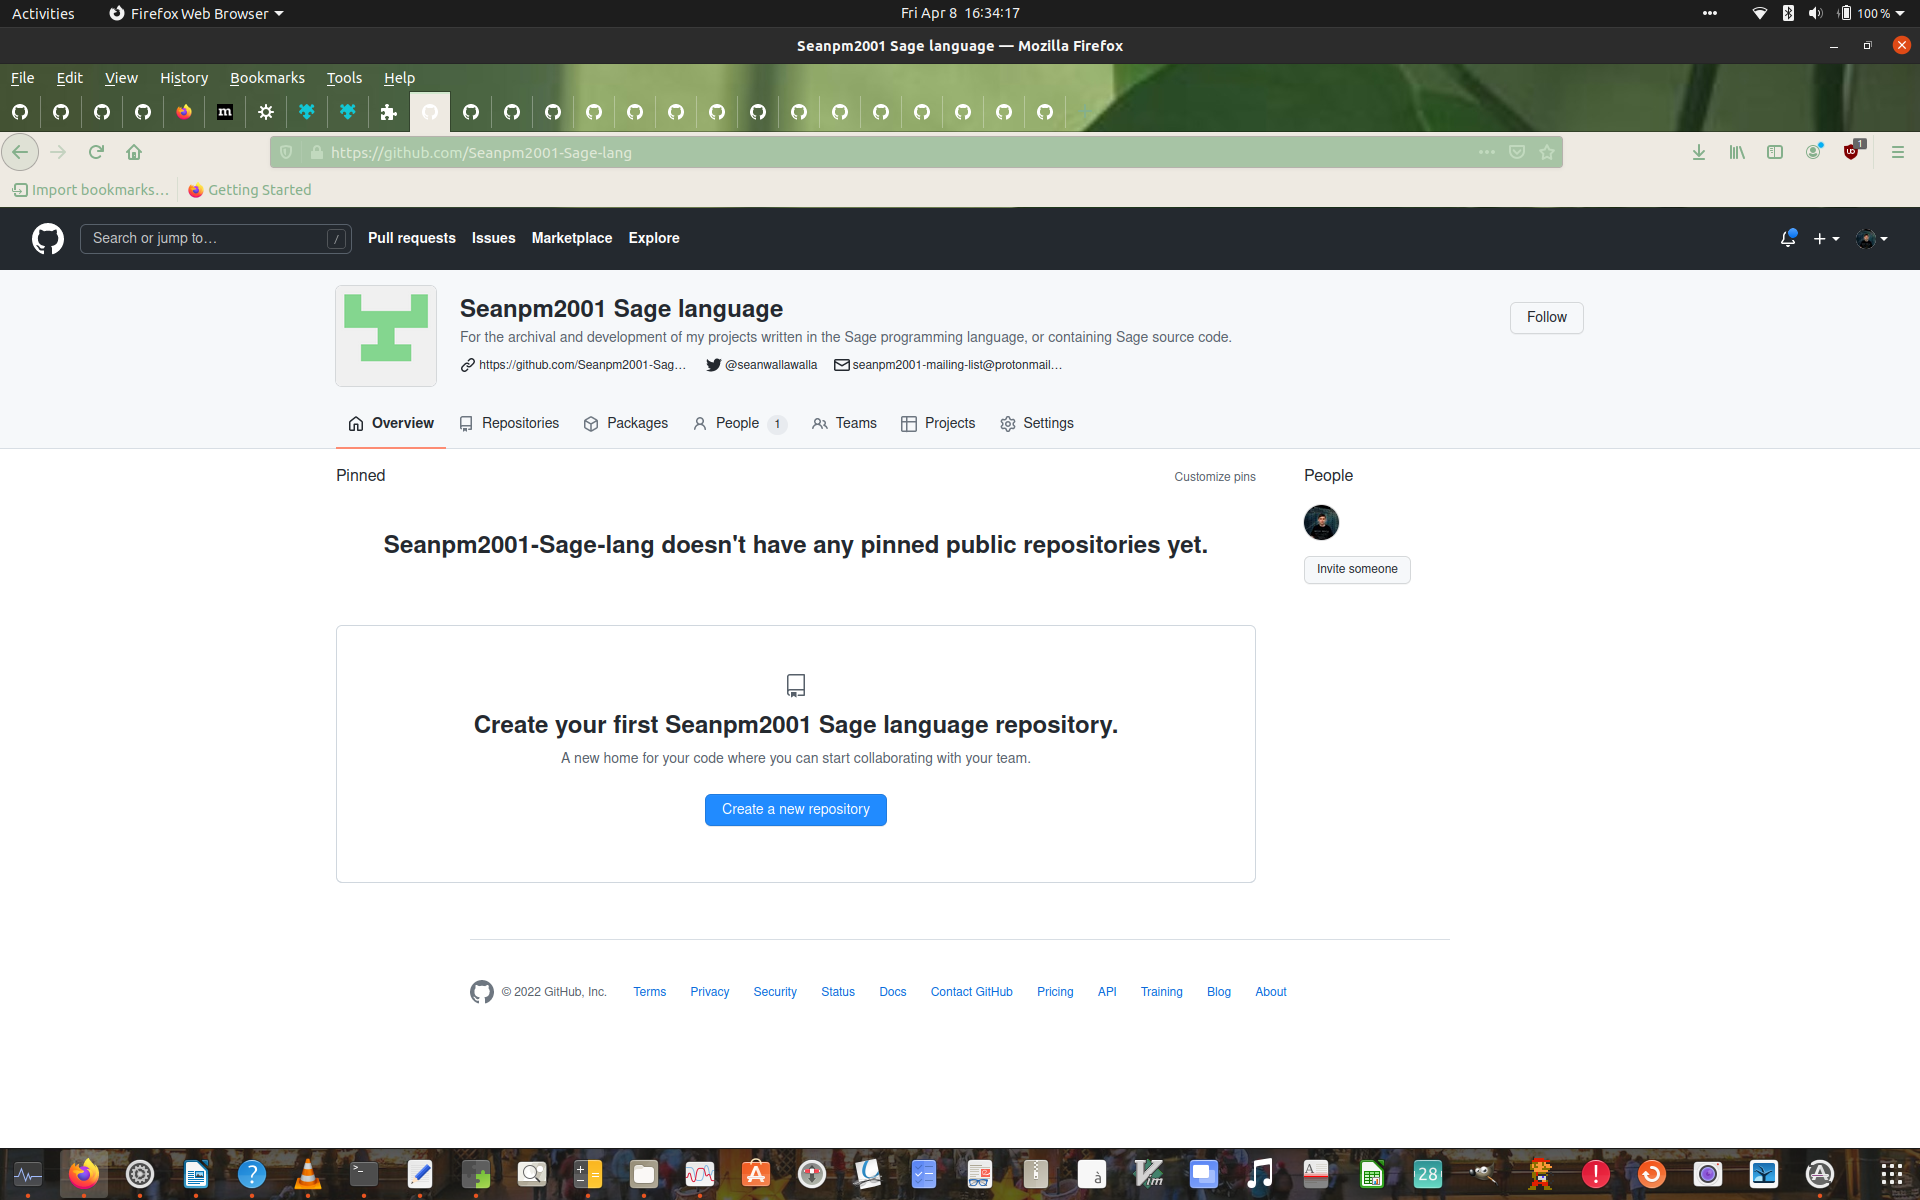 Activities Firefox Web Browser Fri Apr 8 16:34:17 100 %
Seanpm2001 Sage language — Mozilla Firefox
File Edit View History Bookmarks Tools Help
m
https://github.com/Seanpm2001-Sage-lang 1
Import bookmarks… Getting Started
Search or jump to… / Pull requests Issues Marketplace Explore
Seanpm2001 Sage language
Follow
For the archival and development of my projects written in the Sage programming language, or containing Sage source code.
https://github.com/Seanpm2001-Sag… @seanwallawalla seanpm2001-mailing-list@protonmail…
Overview Repositories Packages People 1 Teams Projects Settings
Pinned Customize pins People
Seanpm2001-Sage-lang doesn't have any pinned public repositories yet.
Invite someone
Create your first Seanpm2001 Sage language repository.
A new home for your code where you can start collaborating with your team.
Create a new repository
© 2022 GitHub, Inc. Terms Privacy Security Status Docs Contact GitHub Pricing API Training Blog About
28